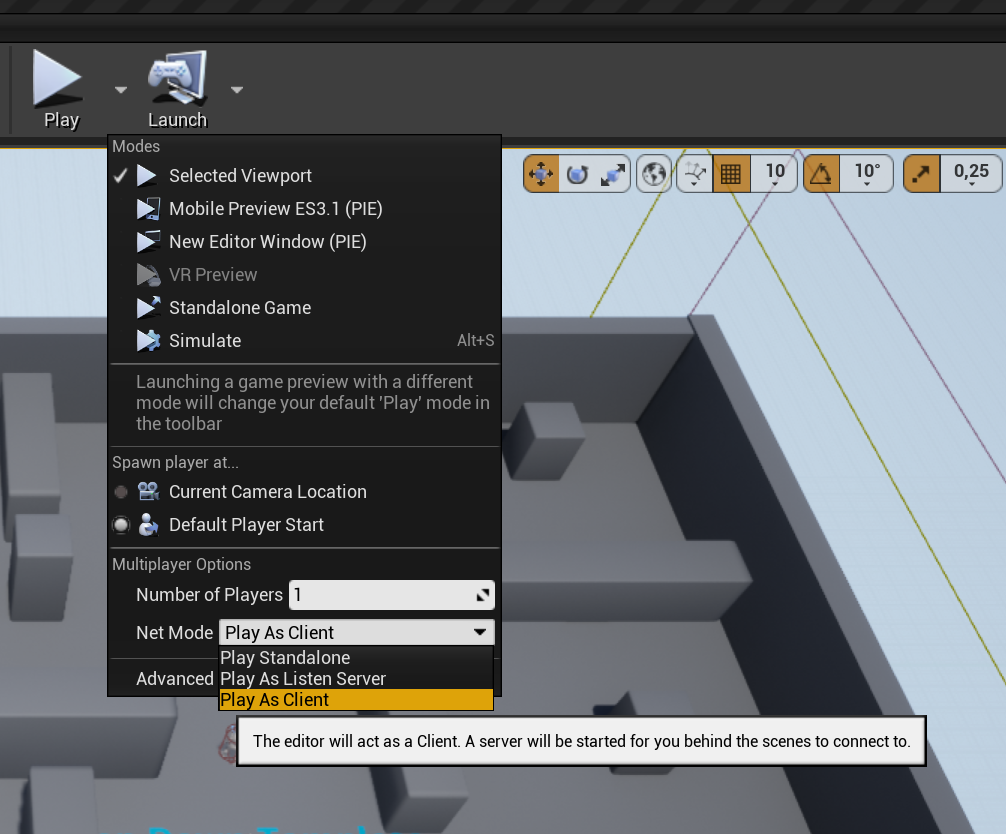 Play
Launch
Modes
Selected Viewport
Mobile Preview ES3.1 (PIE)
New Editor Window (PIE)
VR Preview
Standalone Game
Simulate Alt+S
Launching a game preview with a different
mode will change your default 'Play' mode in
the toolbar
Spawn player at...
Current Camera Location
Default Player Start
Multiplayer Options
Number of Players 1
Net Mode Play As Client
Play Standalone
Play As Listen Server
Play As Client
Advanced
The editor will act as a Client. A server will be started for you behind the scenes to connect to.
10
10°
0,25